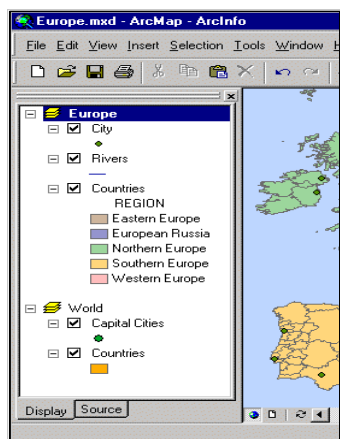 Europe.mxd - ArcMap - ArcInfo
File Edit View Insert Selection Tools Window
Europe
City
Rivers
Countries
REGION
Eastern Europe
European Russia
Northern Europe
Southern Europe
Western Europe
World
Capital Cities
Countries
Display Source